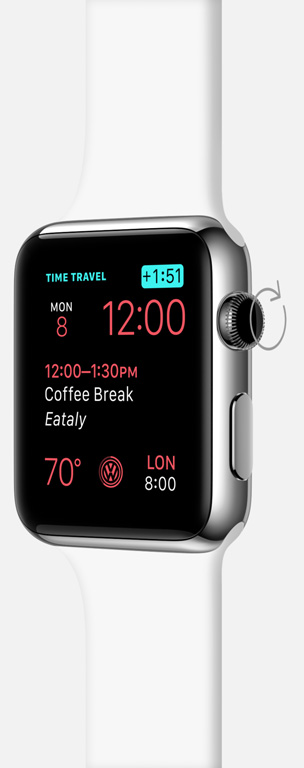 TIME TRAVEL +1:51
MON
8 12:00
12:00–1:30PM
Coffee Break
Eataly
70° LON
8:00